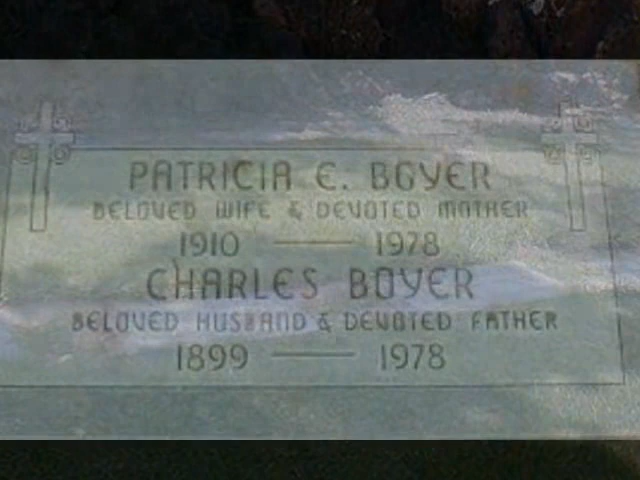 PATRICIA E. BOYER
BELOVED WIFE & DEVOTED MOTHER
1910 — 1978
CHARLES BOYER
BELOVED HUSBAND & DEVOTED FATHER
1899 — 1978